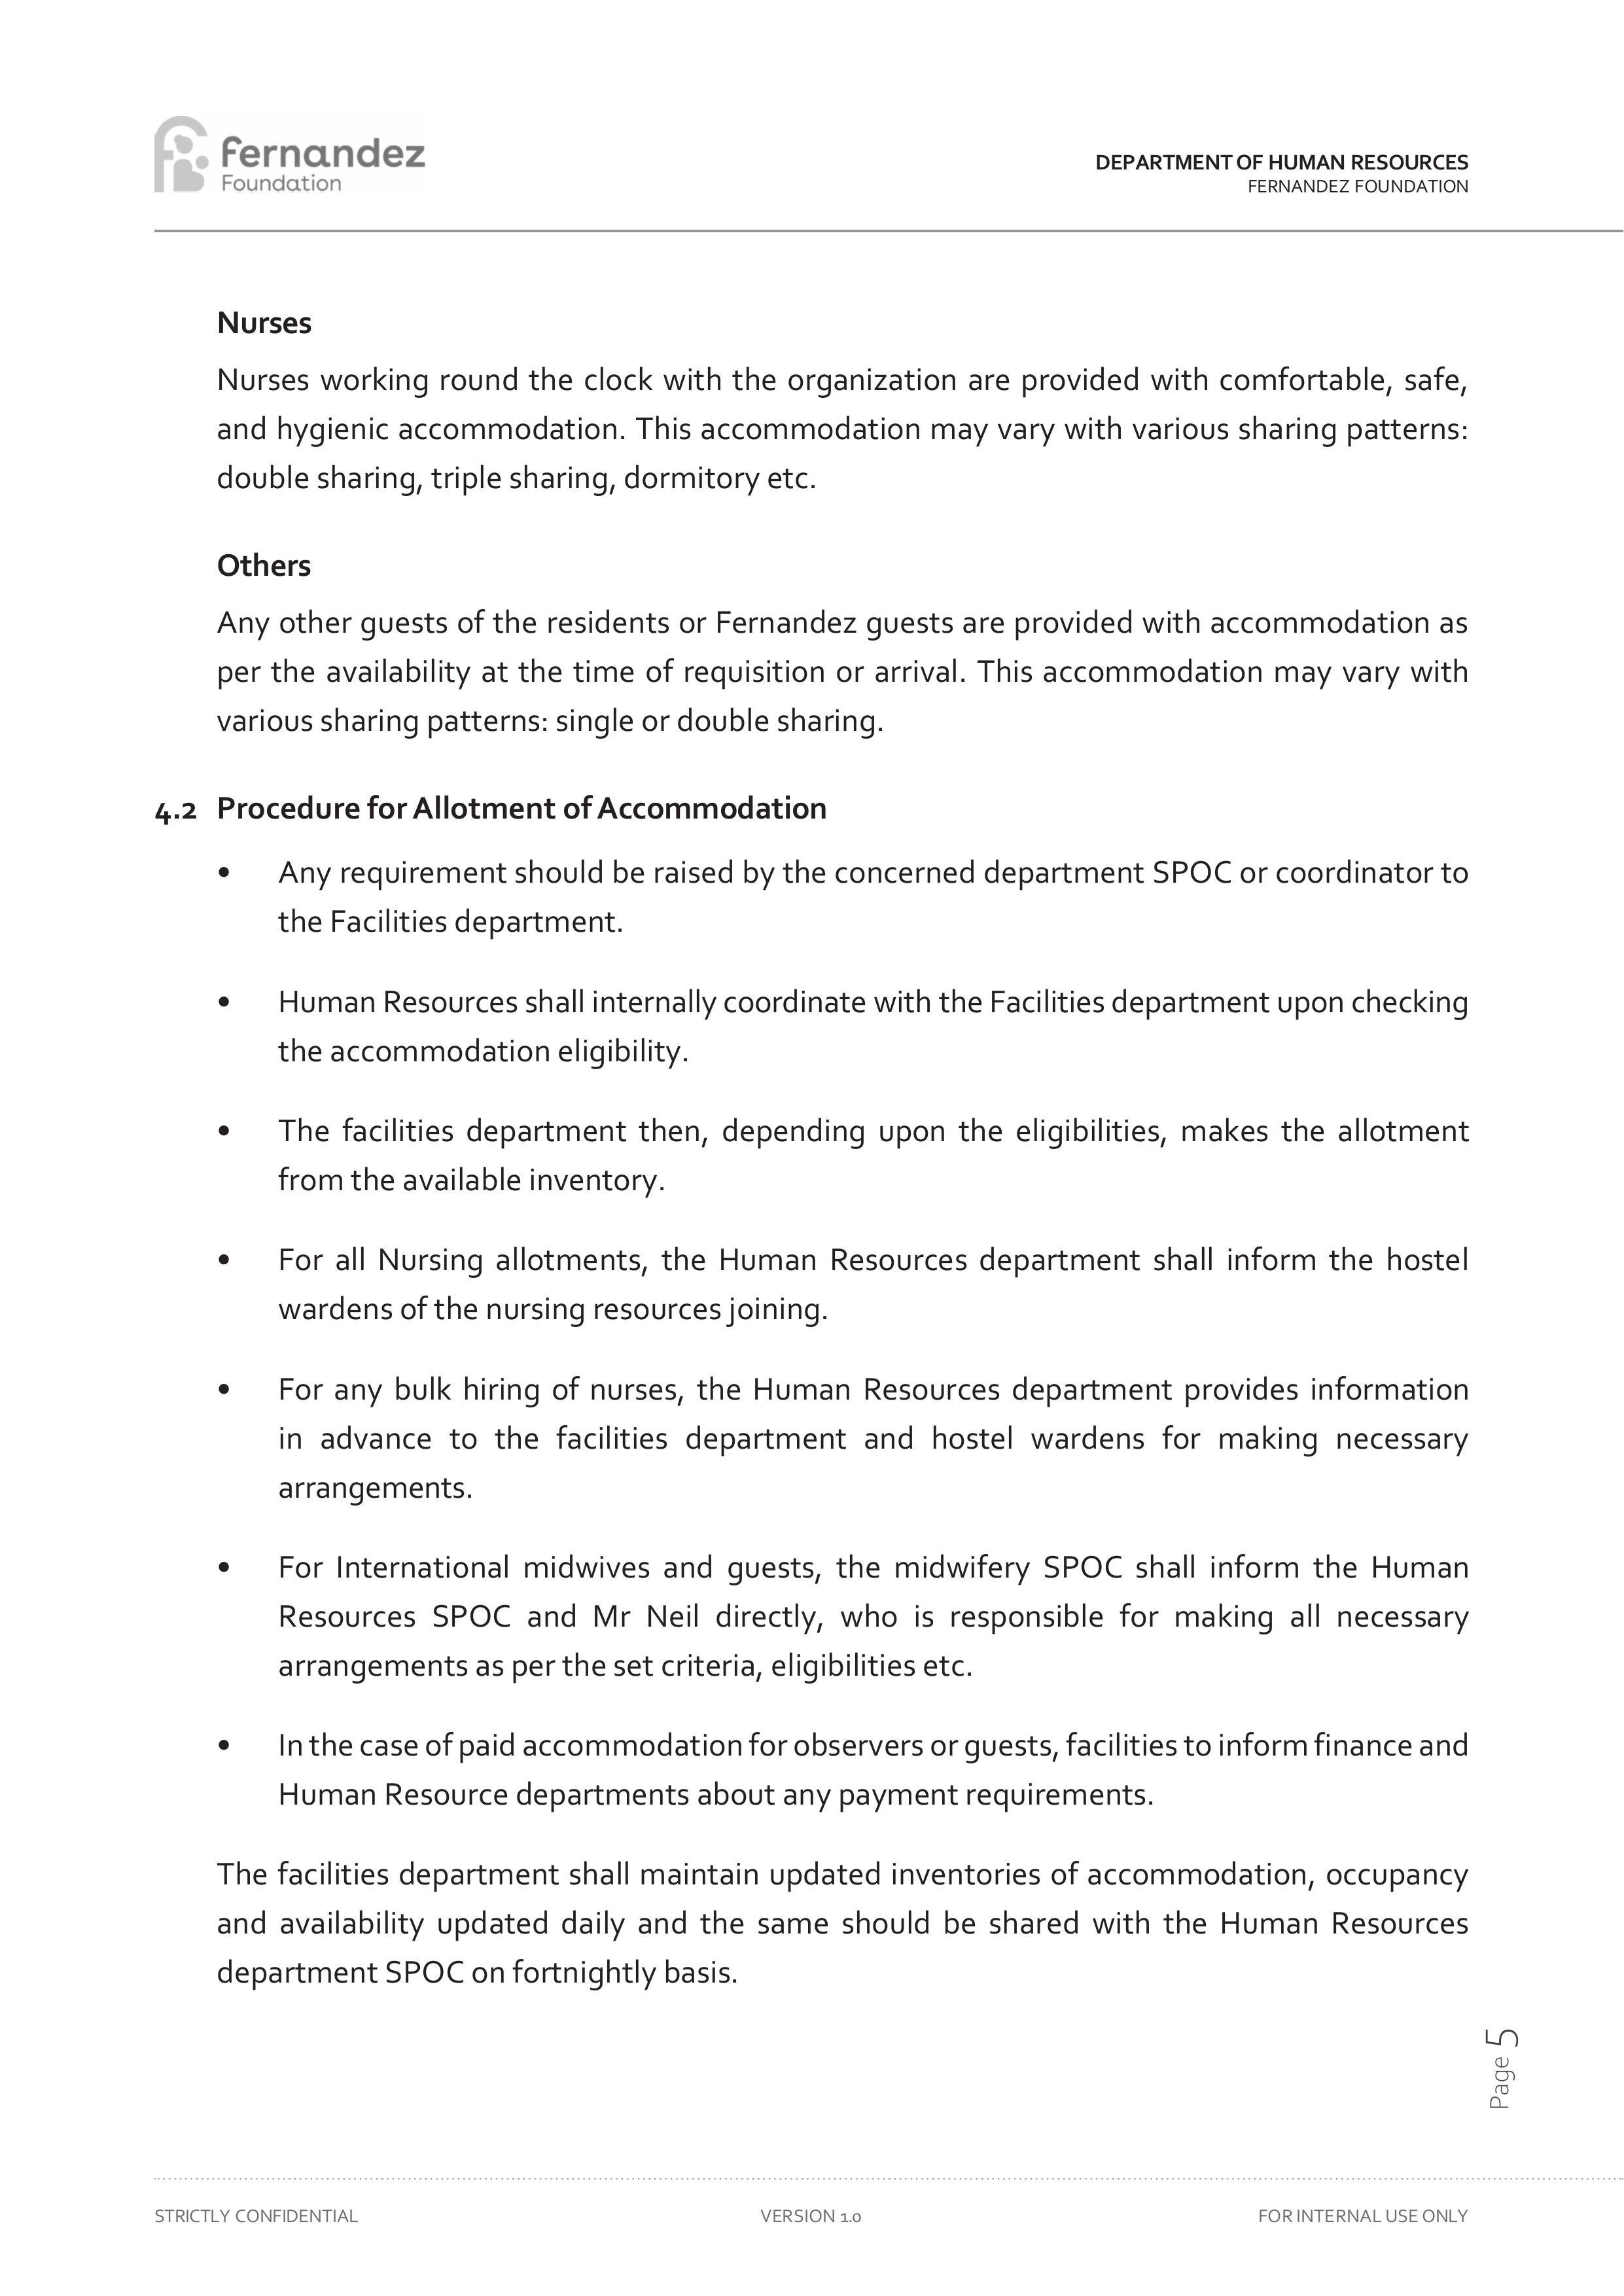 fernandez
Foundation
DEPARTMENT OF HUMAN RESOURCES
FERNANDEZ FOUNDATION
Nurses
Nurses working round the clock with the organization are provided with comfortable, safe,
and hygienic accommodation. This accommodation may vary with various sharing patterns:
double sharing, triple sharing, dormitory etc.
Others
Any other guests of the residents or Fernandez guests are provided with accommodation as
per the availability at the time of requisition or arrival. This accommodation may vary with
various sharing patterns: single or double sharing.
4.2 Procedure for Allotment of Accommodation
• Any requirement should be raised by the concerned department SPOC or coordinator to
the Facilities department.
• Human Resources shall internally coordinate with the Facilities department upon checking
the accommodation eligibility.
• The facilities department then, depending upon the eligibilities, makes the allotment
from the available inventory.
• For all Nursing allotments, the Human Resources department shall inform the hostel
wardens of the nursing resources joining.
• For any bulk hiring of nurses, the Human Resources department provides information
in advance to the facilities department and hostel wardens for making necessary
arrangements.
• For International midwives and guests, the midwifery SPOC shall inform the Human
Resources SPOC and Mr Neil directly, who is responsible for making all necessary
arrangements as per the set criteria, eligibilities etc.
• In the case of paid accommodation for observers or guests, facilities to inform finance and
Human Resource departments about any payment requirements.
The facilities department shall maintain updated inventories of accommodation, occupancy
and availability updated daily and the same should be shared with the Human Resources
department SPOC on fortnightly basis.
Page 5
STRICTLY CONFIDENTIAL
VERSION 1.0
FOR INTERNAL USE ONLY